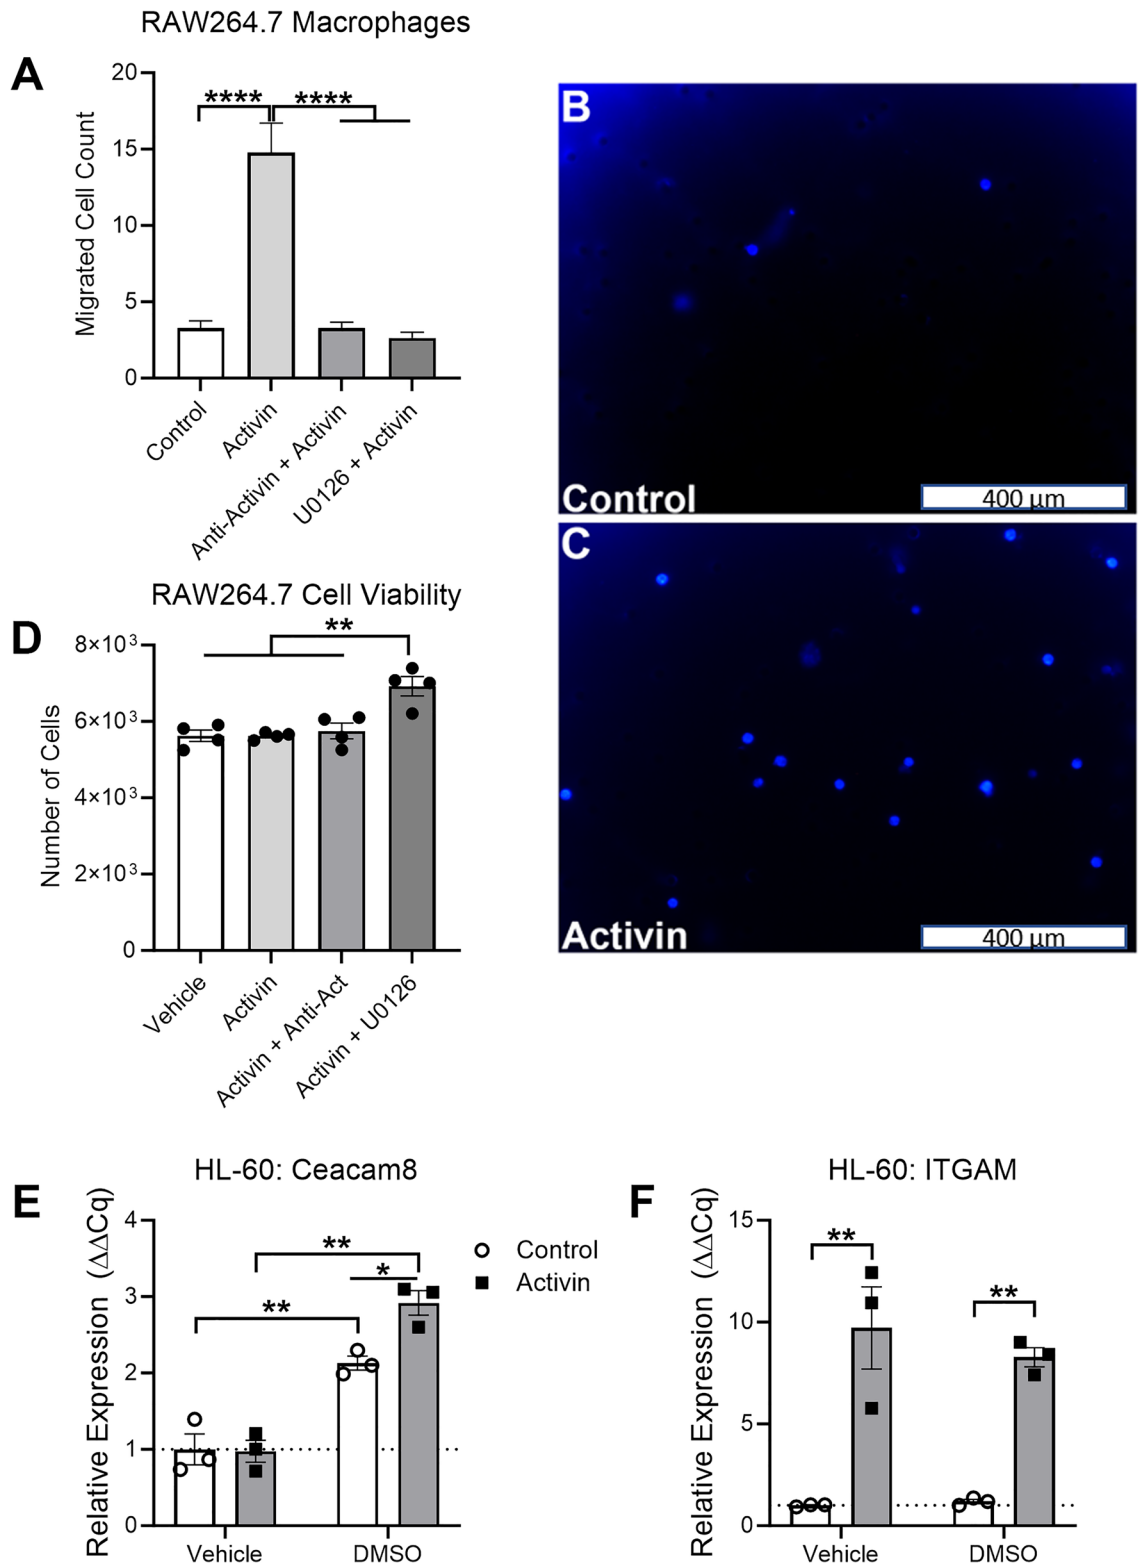 RAW264.7 Macrophages
A
Migrated Cell Count
20
15
10
5
0
**** ****
Control
Activin
Anti-Activin + Activin
U0126 + Activin
B
Control
400 µm
C
Activin
400 µm
RAW264.7 Cell Viability
D
Number of Cells
8×10³
6×10³
4×10³
2×10³
0
**
Vehicle
Activin
Activin + Anti-Act
Activin + U0126
HL-60: Ceacam8
E
Relative Expression (ΔΔCq)
4
3
2
1
0
**
*
**
Vehicle DMSO
Control
Activin
HL-60: ITGAM
F
Relative Expression (ΔΔCq)
15
10
5
0
**
**
Vehicle DMSO